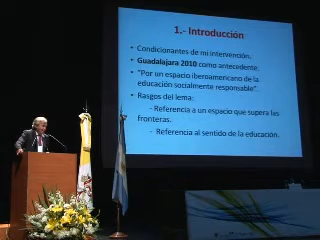 1.- Introducción
• Condicionantes de mi intervención.
• Guadalajara 2010 como antecedente:
• "Por un espacio iberoamericano de la
educación socialmente responsable".
• Rasgos del lema:
- Referencia a un espacio que supera las
fronteras.
- Referencia al sentido de la educación.